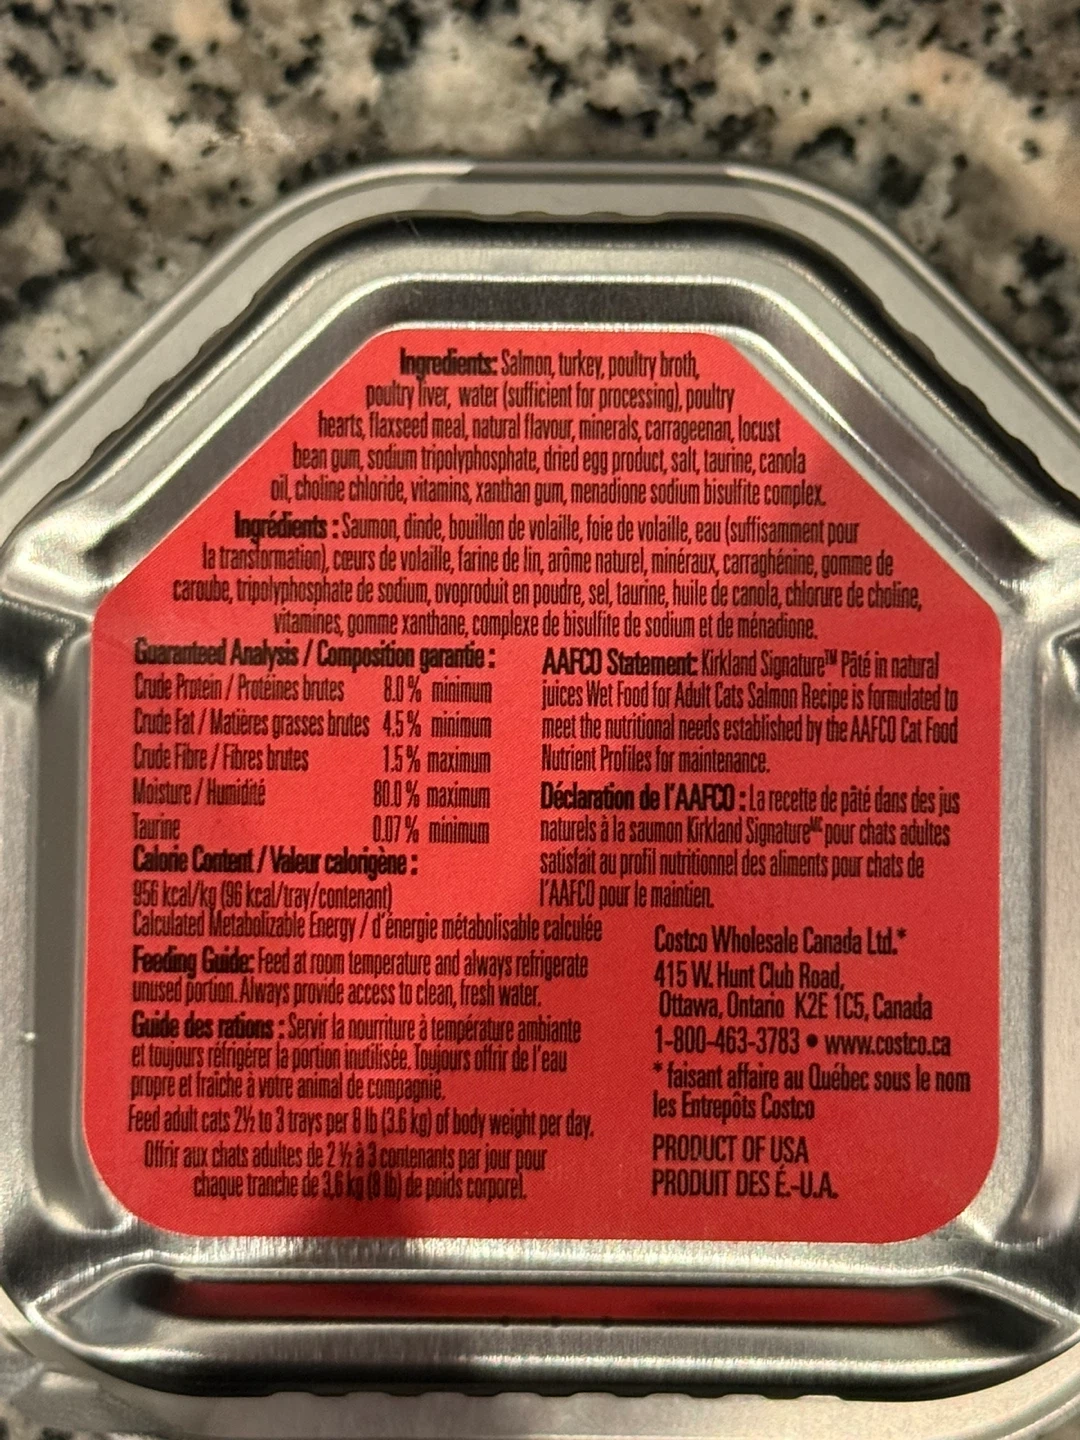 Ingredients: Salmon, turkey, poultry broth,
poultry liver, water (sufficient for processing), poultry
hearts, flaxseed meal, natural flavour, minerals, carrageenan, locust
bean gum, sodium tripolyphosphate, dried egg product, salt, taurine, canola
oil, choline chloride, vitamins, xanthan gum, menadione sodium bisulfite complex.
Ingrédients : Saumon, dinde, bouillon de volaille, foie de volaille, eau (suffisamment pour
la transformation), cœurs de volaille, farine de lin, arôme naturel, minéraux, carraghénine, gomme de
caroube, tripolyphosphate de sodium, ovoproduit en poudre, sel, taurine, huile de canola, chlorure de choline,
vitamines, gomme xanthane, complexe de bisulfite de sodium et de ménadione.
Guaranteed Analysis / Composition garantie :
Crude Protein / Protéines brutes 8.0 % minimum
Crude Fat / Matières grasses brutes 4.5 % minimum
Crude Fibre / Fibres brutes 1.5 % maximum
Moisture / Humidité 80.0 % maximum
Taurine 0.07 % minimum
Calorie Content / Valeur calorigène :
956 kcal/kg (96 kcal/tray/contenant)
Calculated Metabolizable Energy / d'énergie métabolisable calculée
Feeding Guide: Feed at room temperature and always refrigerate
unused portion. Always provide access to clean, fresh water.
Guide des rations : Servir la nourriture à température ambiante
et toujours réfrigérer la portion inutilisée. Toujours offrir de l'eau
propre et fraîche à votre animal de compagnie.
Feed adult cats 2½ to 3 trays per 8 lb (3.6 kg) of body weight per day.
Offrir aux chats adultes de 2 ½ à 3 contenants par jour pour
chaque tranche de 3,6 kg (8 lb) de poids corporel.
AAFCO Statement: Kirkland Signature™ Pâté in natural
juices Wet Food for Adult Cats Salmon Recipe is formulated to
meet the nutritional needs established by the AAFCO Cat Food
Nutrient Profiles for maintenance.
Déclaration de l'AAFCO : La recette de pâté dans des jus
naturels à la saumon Kirkland Signature MC pour chats adultes
satisfait au profil nutritionnel des aliments pour chats de
l'AAFCO pour le maintien.
Costco Wholesale Canada Ltd.*
415 W. Hunt Club Road,
Ottawa, Ontario K2E 1C5, Canada
1-800-463-3783 • www.costco.ca
* faisant affaire au Québec sous le nom
les Entrepôts Costco
PRODUCT OF USA
PRODUIT DES É.-U.A.